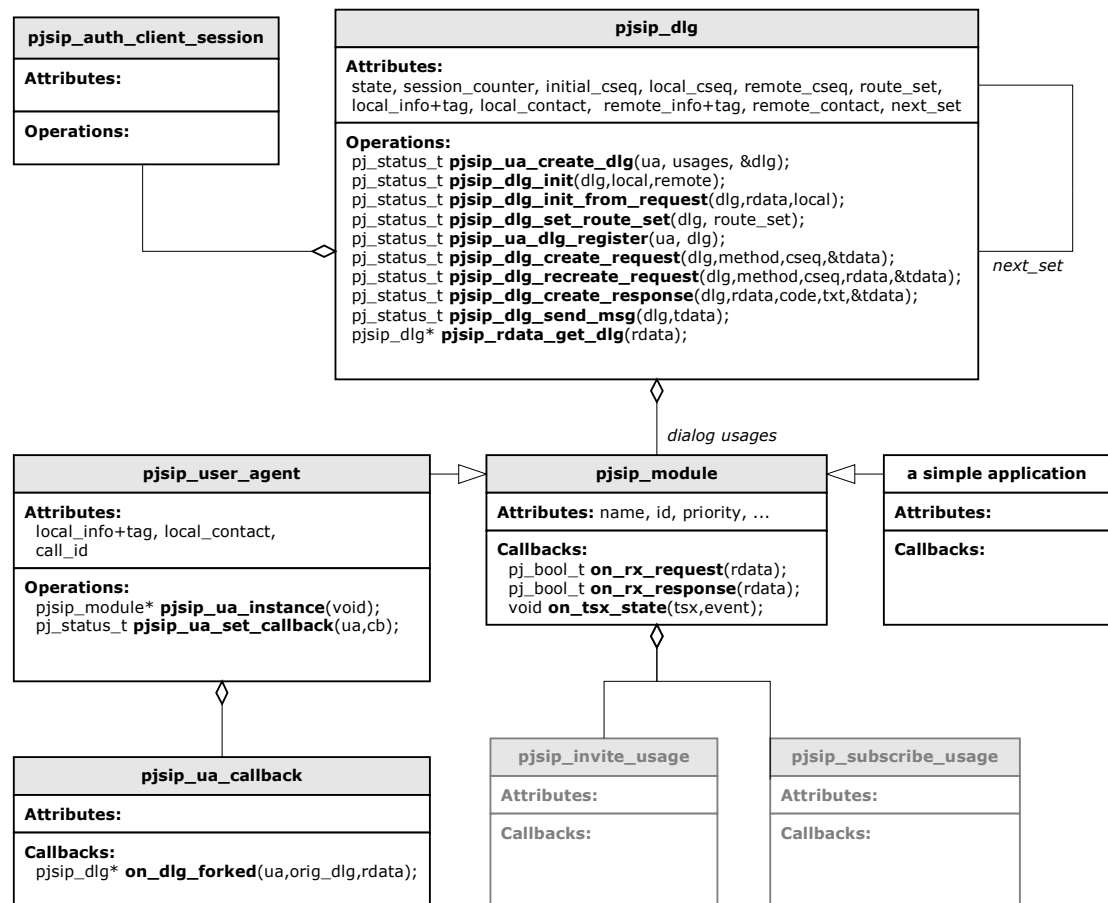 pjsip_auth_client_session
Attributes:
Operations:
pjsip_dlg
Attributes:
state, session_counter, initial_cseq, local_cseq, remote_cseq, route_set,
local_info+tag, local_contact, remote_info+tag, remote_contact, next_set
Operations:
pj_status_t pjsip_ua_create_dlg(ua, usages, &dlg);
pj_status_t pjsip_dlg_init(dlg,local,remote);
pj_status_t pjsip_dlg_init_from_request(dlg,rdata,local);
pj_status_t pjsip_dlg_set_route_set(dlg, route_set);
pj_status_t pjsip_ua_dlg_register(ua, dlg);
pj_status_t pjsip_dlg_create_request(dlg,method,cseq,&tdata);
pj_status_t pjsip_dlg_recreate_request(dlg,method,cseq,rdata,&tdata);
pj_status_t pjsip_dlg_create_response(dlg,rdata,code,txt,&tdata);
pj_status_t pjsip_dlg_send_msg(dlg,tdata);
pjsip_dlg* pjsip_rdata_get_dlg(rdata);
next_set
dialog usages
pjsip_user_agent
Attributes:
local_info+tag, local_contact,
call_id
Operations:
pjsip_module* pjsip_ua_instance(void);
pj_status_t pjsip_ua_set_callback(ua,cb);
pjsip_module
Attributes: name, id, priority, ...
Callbacks:
pj_bool_t on_rx_request(rdata);
pj_bool_t on_rx_response(rdata);
void on_tsx_state(tsx,event);
a simple application
Attributes:
Callbacks:
pjsip_ua_callback
Attributes:
Callbacks:
pjsip_dlg* on_dlg_forked(ua,orig_dlg,rdata);
pjsip_invite_usage
Attributes:
Callbacks:
pjsip_subscribe_usage
Attributes:
Callbacks: